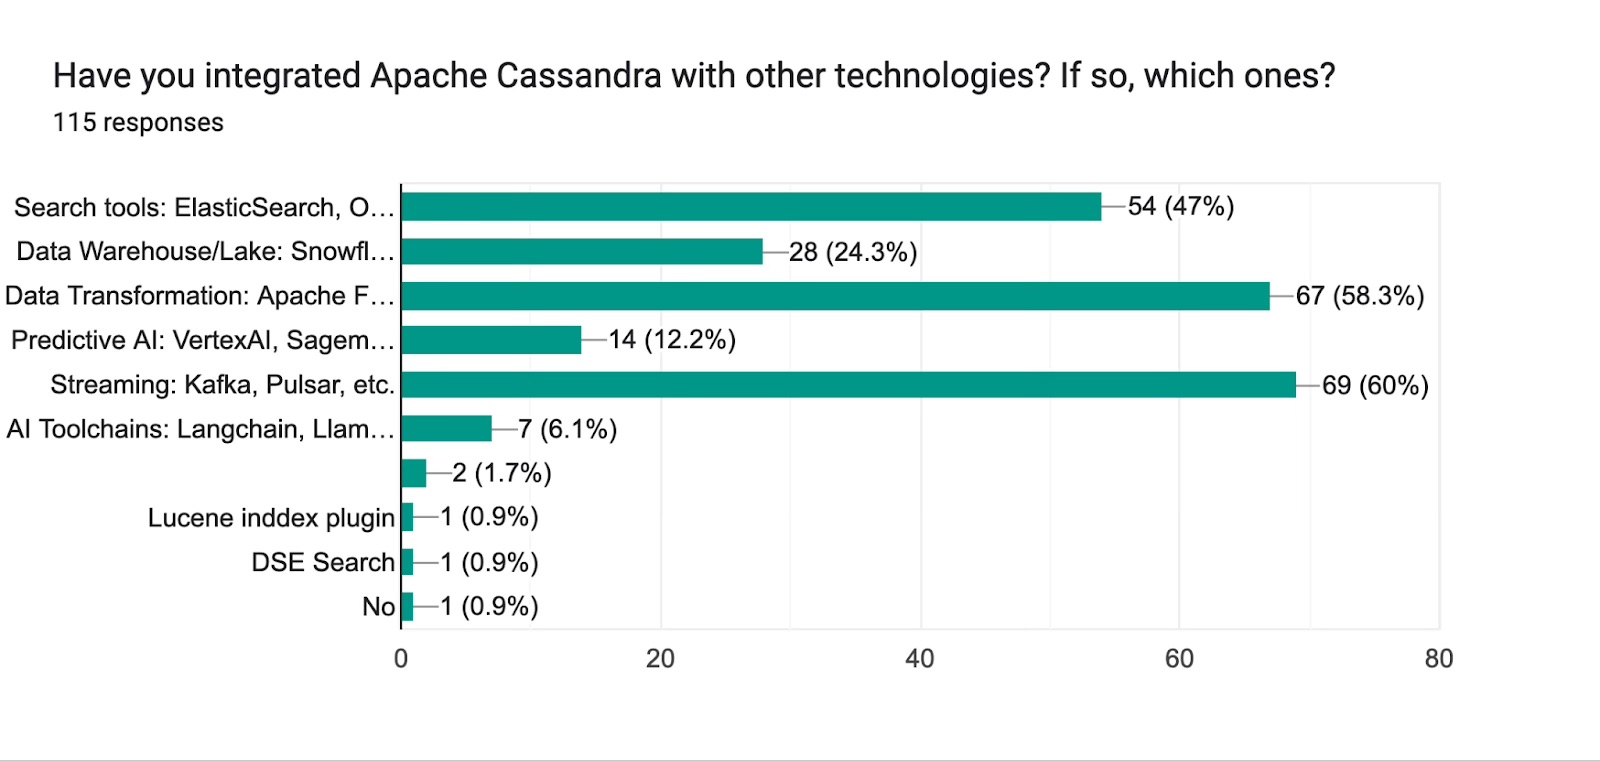 Have you integrated Apache Cassandra with other technologies? If so, which ones?
115 responses
Search tools: ElasticSearch, O... 54 (47%)
Data Warehouse/Lake: Snowfl... 28 (24.3%)
Data Transformation: Apache F... 67 (58.3%)
Predictive AI: VertexAI, Sagem... 14 (12.2%)
Streaming: Kafka, Pulsar, etc. 69 (60%)
AI Toolchains: Langchain, Llam... 7 (6.1%)
2 (1.7%)
Lucene inddex plugin 1 (0.9%)
DSE Search 1 (0.9%)
No 1 (0.9%)
0 20 40 60 80